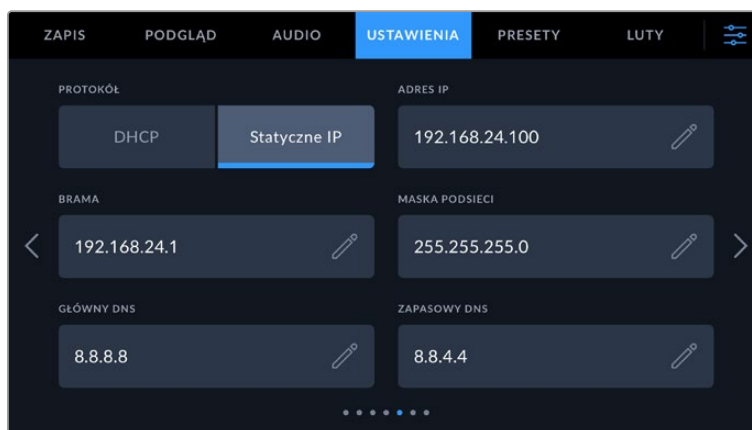 ZAPIS PODGLĄD AUDIO USTAWIENIA PRESETY LUTY
PROTOKÓŁ ADRES IP
DHCP Statyczne IP 192.168.24.100
BRAMA MASKA PODSIECI
192.168.24.1 255.255.255.0
GŁÓWNY DNS ZAPASOWY DNS
8.8.8.8 8.8.4.4